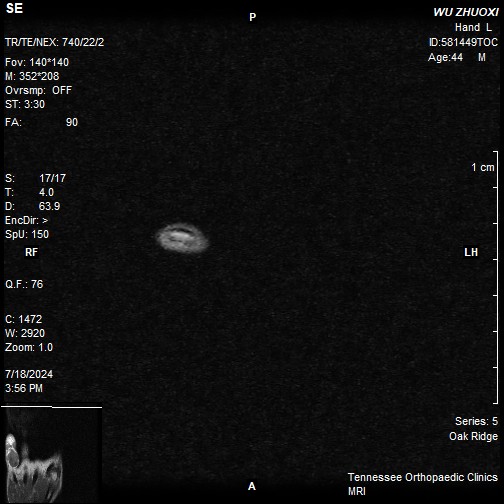 SE
P
WU ZHUOXI
Hand L
ID:581449TOC
Age:44 M
TR/TE/NEX: 740/22/2
Fov: 140*140
M: 352*208
Ovrsmp: OFF
ST: 3:30
FA: 90
1 cm
S: 17/17
T: 4.0
D: 63.9
EncDir: >
SpU: 150
RF
LH
Q.F.: 76
C: 1472
W: 2920
Zoom: 1.0
7/18/2024
3:56 PM
Series: 5
Oak Ridge
A
Tennessee Orthopaedic Clinics
MRI